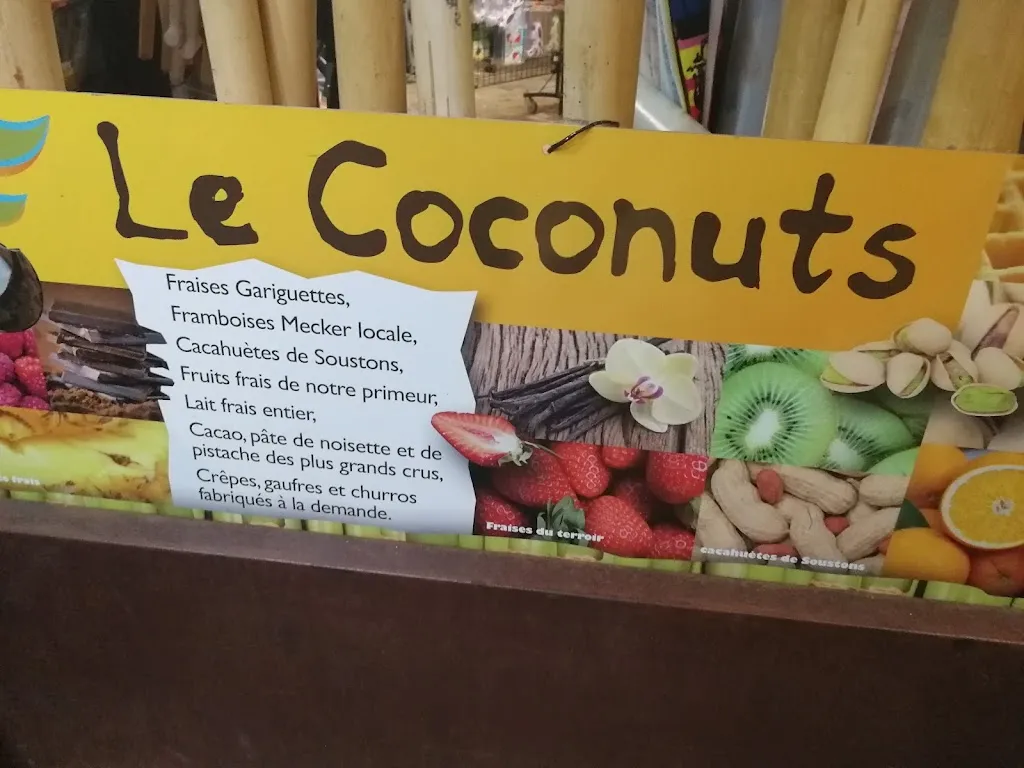 Le Coconuts
Fraises Gariguettes,
Framboises Mecker locale,
Cacahuètes de Soustons,
Fruits frais de notre primeur,
Lait frais entier,
Cacao, pâte de noisette et de
pistache des plus grands crus,
Crêpes, gaufres et churros
fabriqués à la demande.
frais
Fraises du terroir
cacahuètes de Soustons